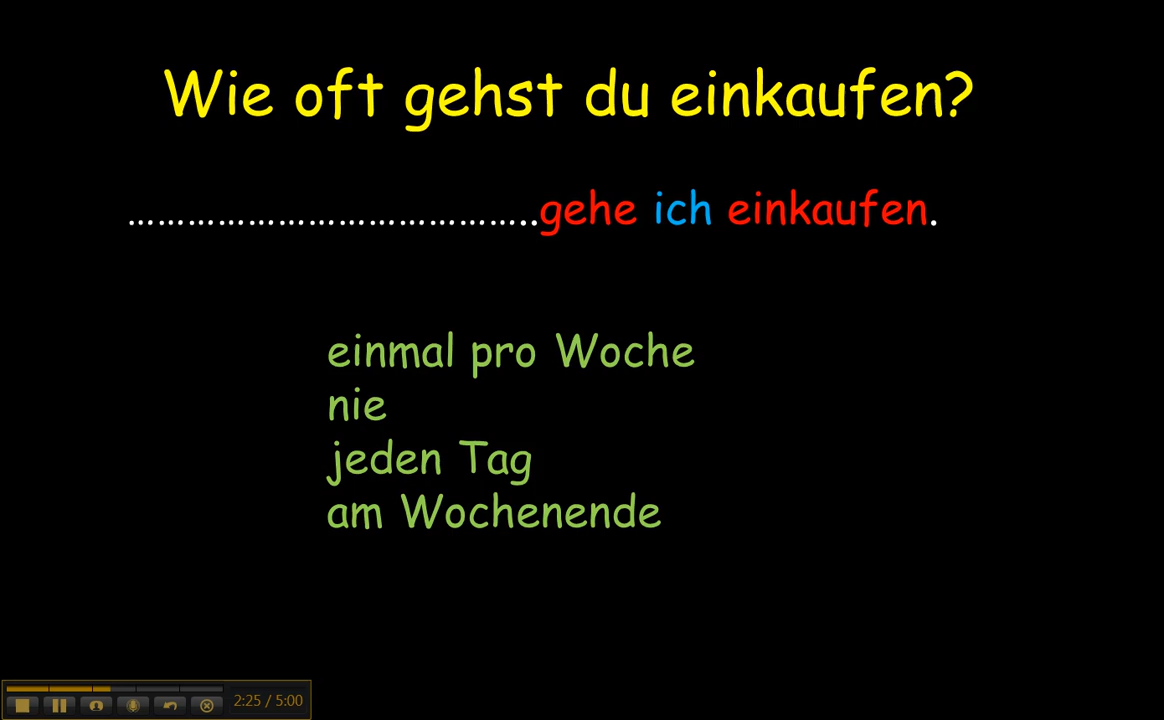 Wie oft gehst du einkaufen?
……………………………………..gehe ich einkaufen.
einmal pro Woche
nie
jeden Tag
am Wochenende
2:25 / 5:00